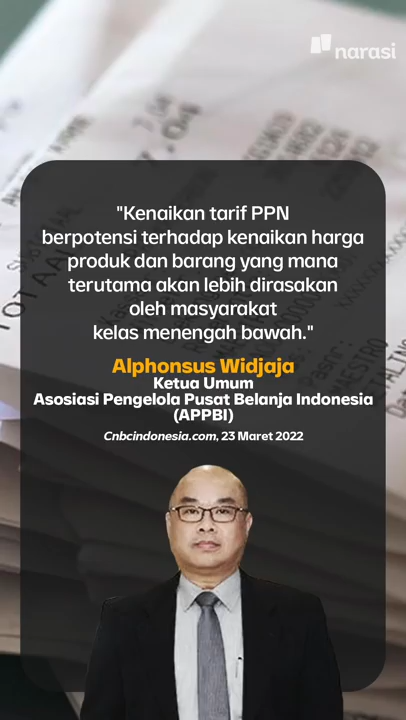 narasi
"Kenaikan tarif PPN
berpotensi terhadap kenaikan harga
produk dan barang yang mana
terutama akan lebih dirasakan
oleh masyarakat
kelas menengah bawah."
Alphonsus Widjaja
Ketua Umum
Asosiasi Pengelola Pusat Belanja Indonesia
(APPBI)
Cnbcindonesia.com, 23 Maret 2022